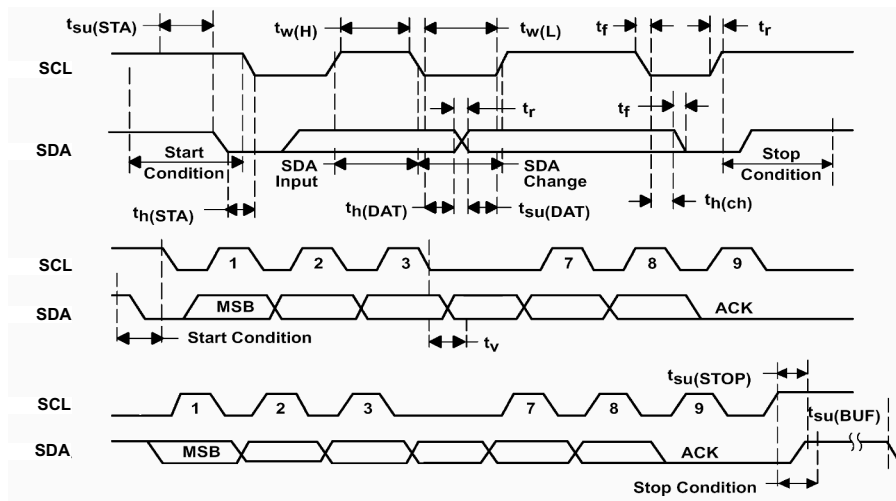 tsu(STA) tw(H) tw(L) tf tr
SCL
tr tf
SDA
Start Condition SDA Input SDA Change Stop Condition
th(STA) th(DAT) tsu(DAT) th(ch)
SCL 1 2 3 7 8 9
SDA MSB ACK
Start Condition tv
tsu(STOP)
SCL 1 2 3 7 8 9 tsu(BUF)
SDA MSB ACK
Stop Condition